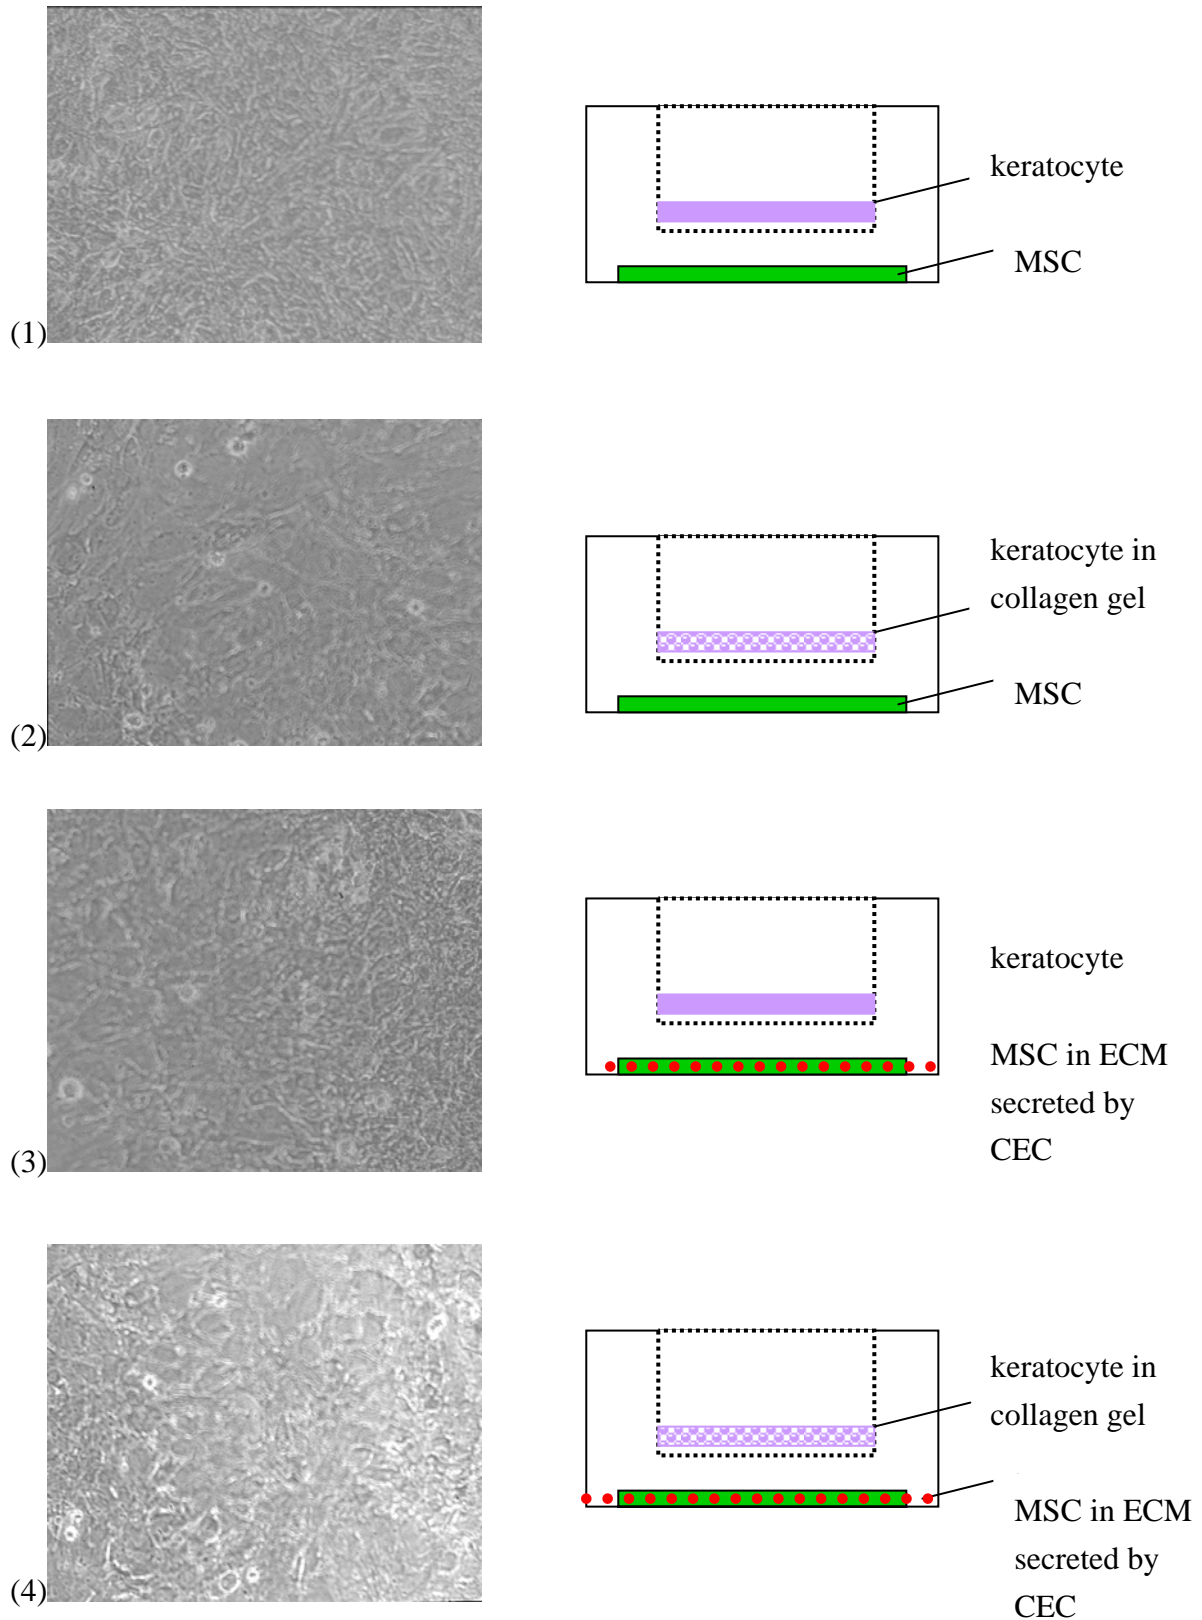 (1)
keratocyte
MSC
(2)
keratocyte in
collagen gel
MSC
(3)
keratocyte
MSC in ECM
secreted by
CEC
(4)
keratocyte in
collagen gel
MSC in ECM
secreted by
CEC